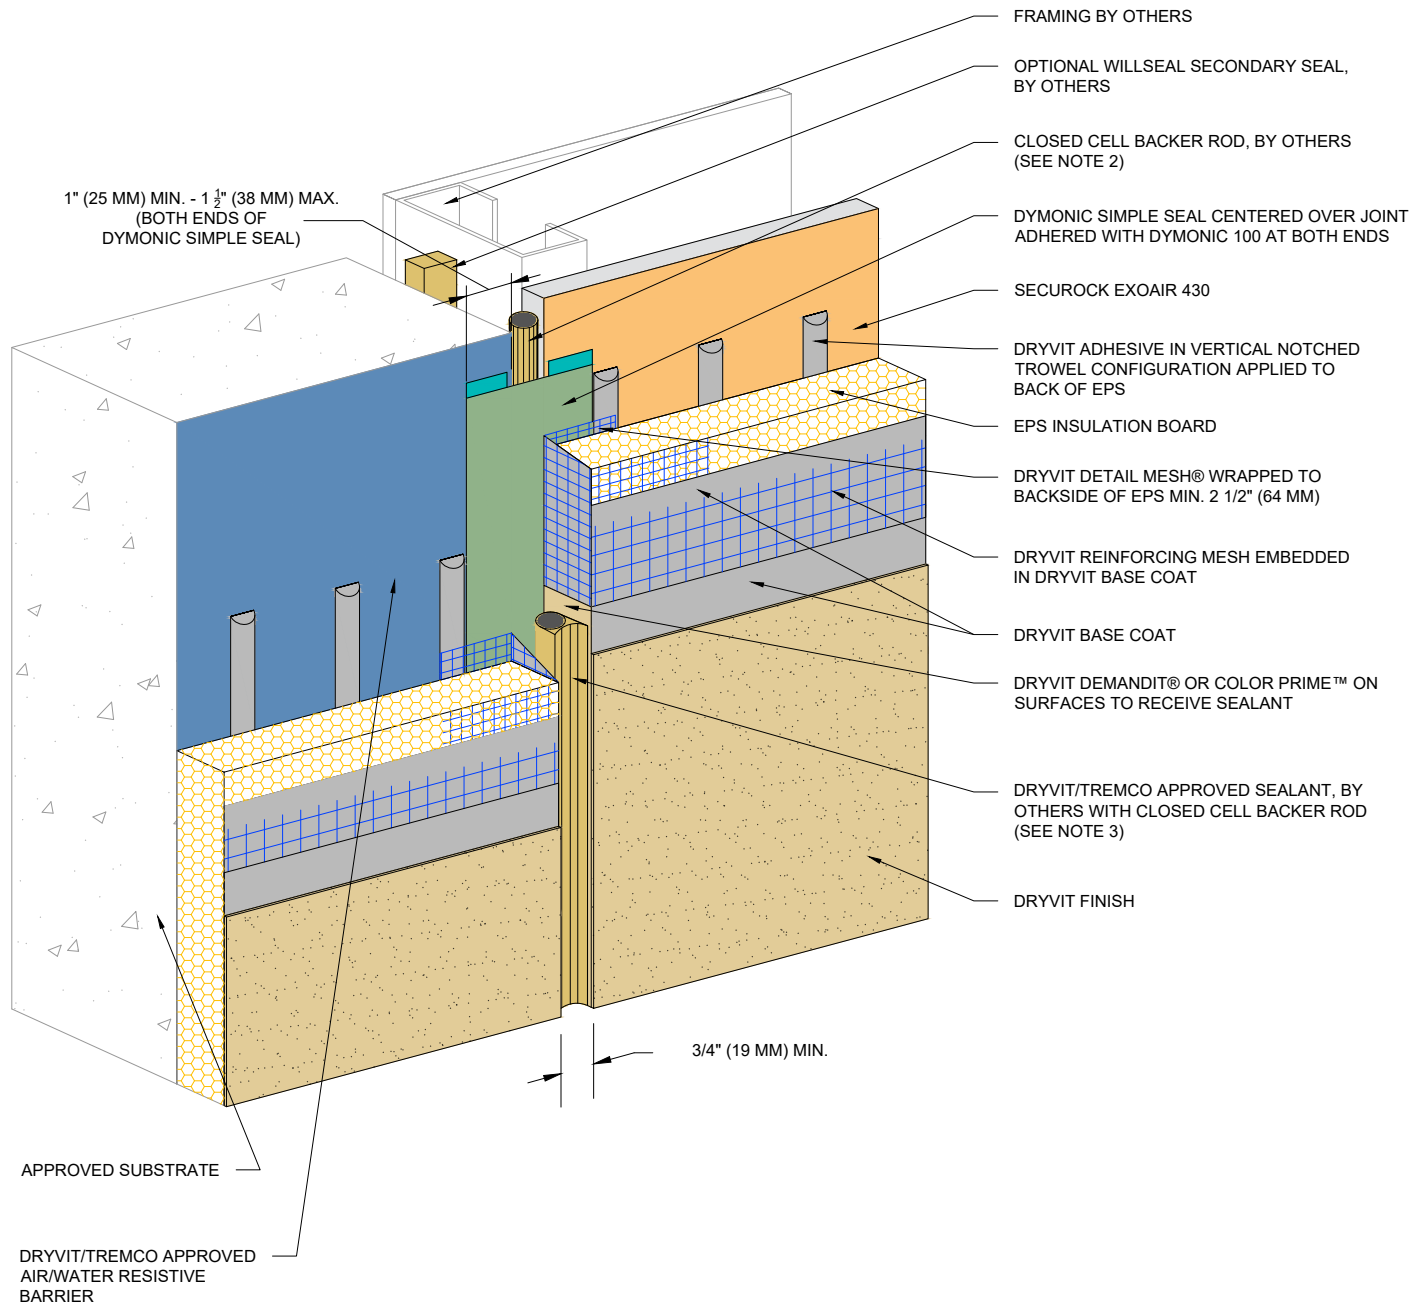 FRAMING BY OTHERS
OPTIONAL WILLSEAL SECONDARY SEAL,
BY OTHERS
CLOSED CELL BACKER ROD, BY OTHERS
(SEE NOTE 2)
1" (25 MM) MIN. - 1 1/2" (38 MM) MAX.
(BOTH ENDS OF
DYMONIC SIMPLE SEAL)
DYMONIC SIMPLE SEAL CENTERED OVER JOINT
ADHERED WITH DYMONIC 100 AT BOTH ENDS
SECUROCK EXOAIR 430
DRYVIT ADHESIVE IN VERTICAL NOTCHED
TROWEL CONFIGURATION APPLIED TO
BACK OF EPS
EPS INSULATION BOARD
DRYVIT DETAIL MESH® WRAPPED TO
BACKSIDE OF EPS MIN. 2 1/2" (64 MM)
DRYVIT REINFORCING MESH EMBEDDED
IN DRYVIT BASE COAT
DRYVIT BASE COAT
DRYVIT DEMANDIT® OR COLOR PRIME™ ON
SURFACES TO RECEIVE SEALANT
DRYVIT/TREMCO APPROVED SEALANT, BY
OTHERS WITH CLOSED CELL BACKER ROD
(SEE NOTE 3)
DRYVIT FINISH
3/4" (19 MM) MIN.
APPROVED SUBSTRATE
DRYVIT/TREMCO APPROVED
AIR/WATER RESISTIVE
BARRIER